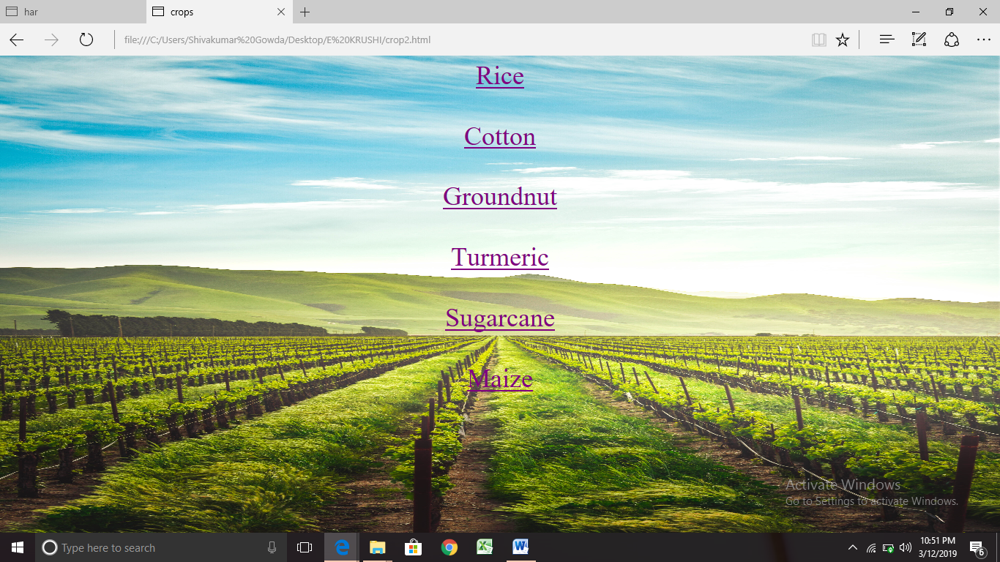 har
crops
file:///C:/Users/Shivakumar%20Gowda/Desktop/E%20KRUSHI/crop2.html
Rice
Cotton
Groundnut
Turmeric
Sugarcane
Maize
Activate Windows
Go to Settings to activate Windows.
Type here to search
10:51 PM
3/12/2019
6